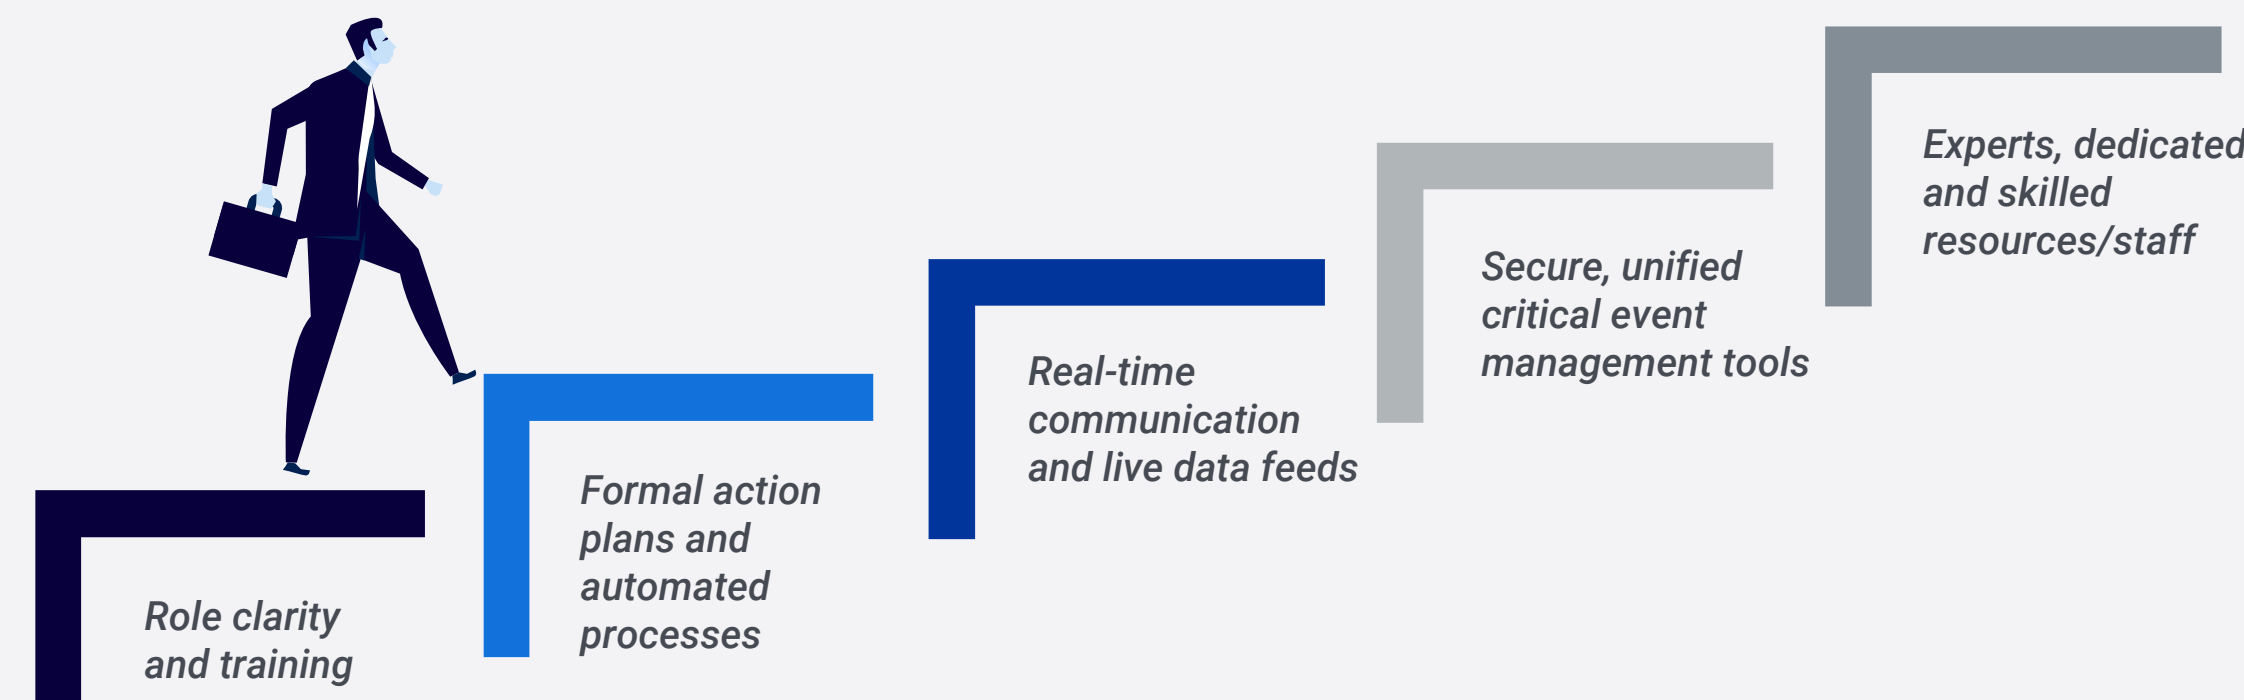 Role clarity
and training
Formal action
plans and
automated
processes
Real-time
communication
and live data feeds
Secure, unified
critical event
management tools
Experts, dedicated
and skilled
resources/staff